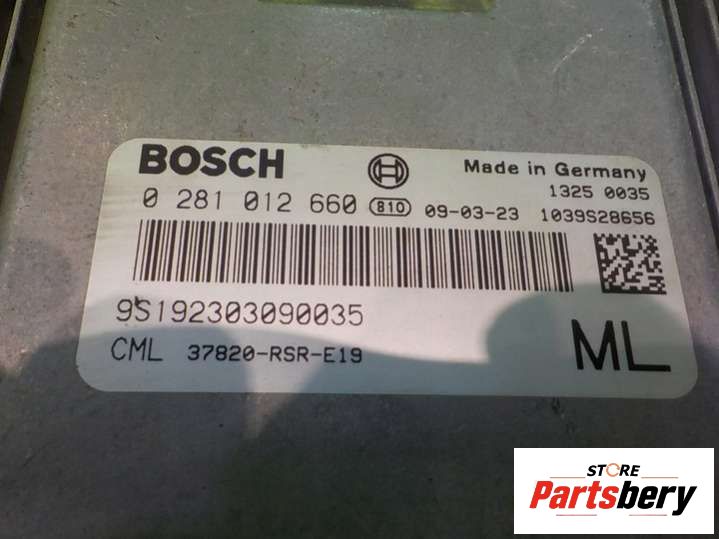 BOSCH Made in Germany
1325 0035
0 281 012 660 810 09-03-23 1039S28656
9S192303090035
CML 37820-RSR-E19 ML
STORE
Partsbery